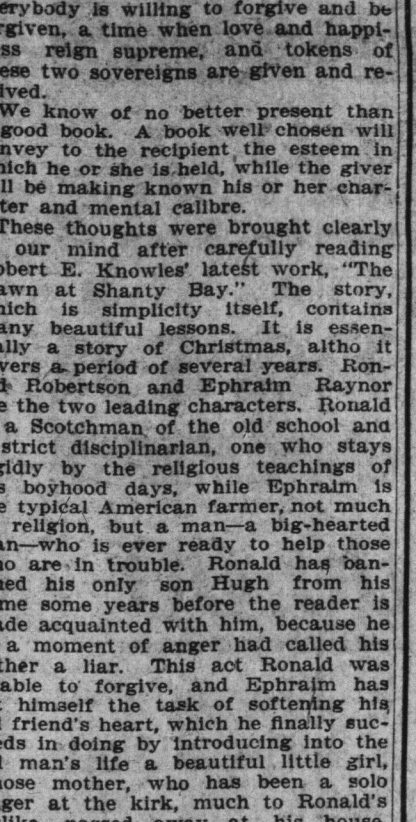 erybody is willing to forgive and be
rgiven, a time when love and happi-
ss reign supreme, and tokens of
ese two sovereigns are given and re-
ived.
We know of no better present than
good book. A book well chosen will
nvey to the recipient the esteem in
hich he or she is held, while the giver
ll be making known his or her char-
ter and mental calibre.
These thoughts were brought clearly
our mind after carefully reading
obert E. Knowles' latest work, "The
awn at Shanty Bay." The story,
hich is simplicity itself, contains
any beautiful lessons. It is essen-
ally a story of Christmas, altho it
vers a period of several years. Ron-
d Robertson and Ephraim Raynor
e the two leading characters. Ronald
a Scotchman of the old school and
strict disciplinarian, one who stays
gidly by the religious teachings of
s boyhood days, while Ephraim is
e typical American farmer, not much
religion, but a man—a big-hearted
an—who is ever ready to help those
ho are in trouble. Ronald has ban-
hed his only son Hugh from his
me some years before the reader is
ade acquainted with him, because he
a moment of anger had called his
ther a liar. This act Ronald was
able to forgive, and Ephraim has
t himself the task of softening his
d friend's heart, which he finally suc-
eds in doing by introducing into the
d man's life a beautiful little girl,
hose mother, who has been a solo
ger at the kirk, much to Ronald's
slike, passed away at his house